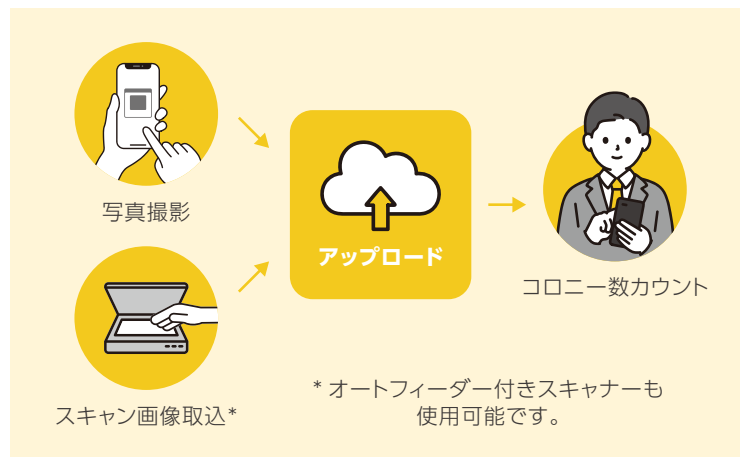 写真撮影
アップロード
コロニー数カウント
スキャン画像取込*
* オートフィーダー付きスキャナーも
使用可能です。